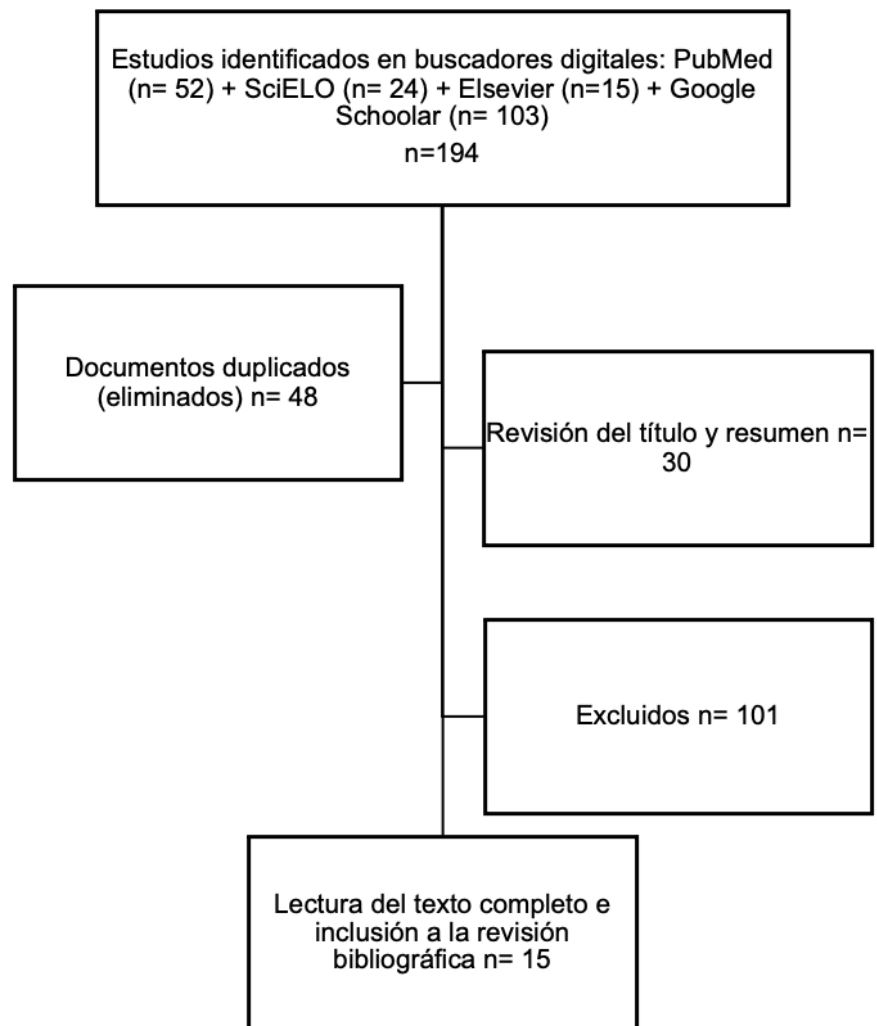 Estudios identificados en buscadores digitales: PubMed
(n= 52) + SciELO (n= 24) + Elsevier (n=15) + Google
Schoolar (n= 103)
n=194
Documentos duplicados
(eliminados) n= 48
Revisión del título y resumen n=
30
Excluidos n= 101
Lectura del texto completo e
inclusión a la revisión
bibliográfica n= 15